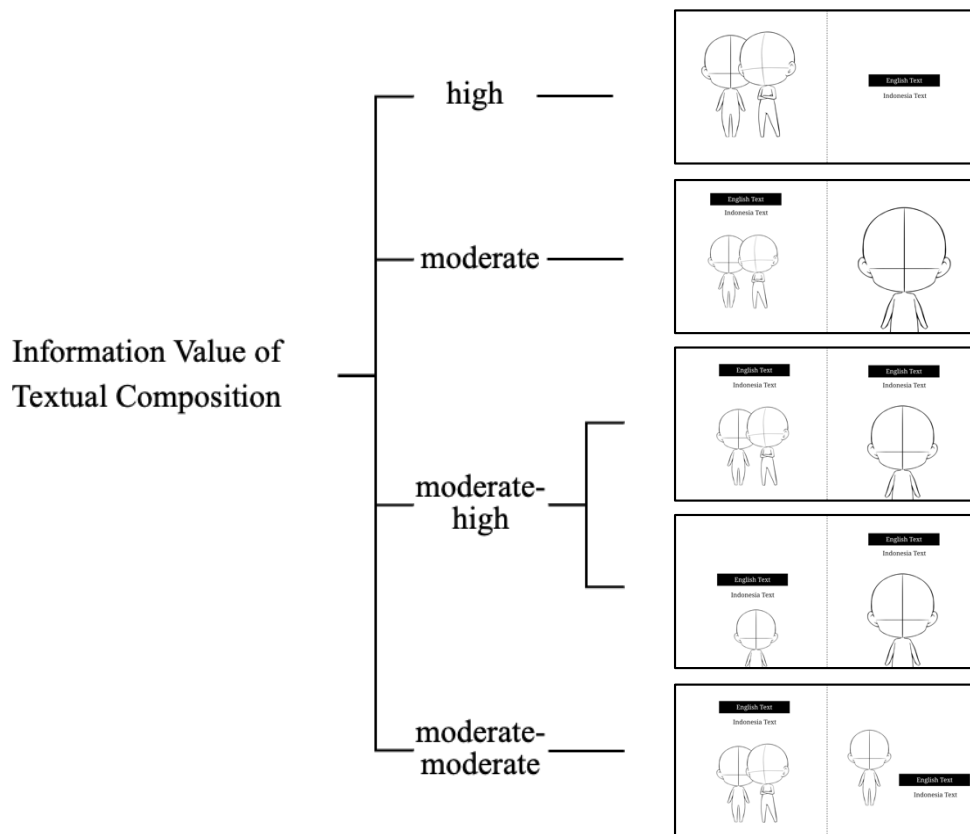 high
English Text
Indonesia Text
moderate
English Text
Indonesia Text
Information Value of
Textual Composition
moderate-
high
English Text
Indonesia Text
English Text
Indonesia Text
English Text
Indonesia Text
English Text
Indonesia Text
moderate-
moderate
English Text
Indonesia Text
English Text
Indonesia Text